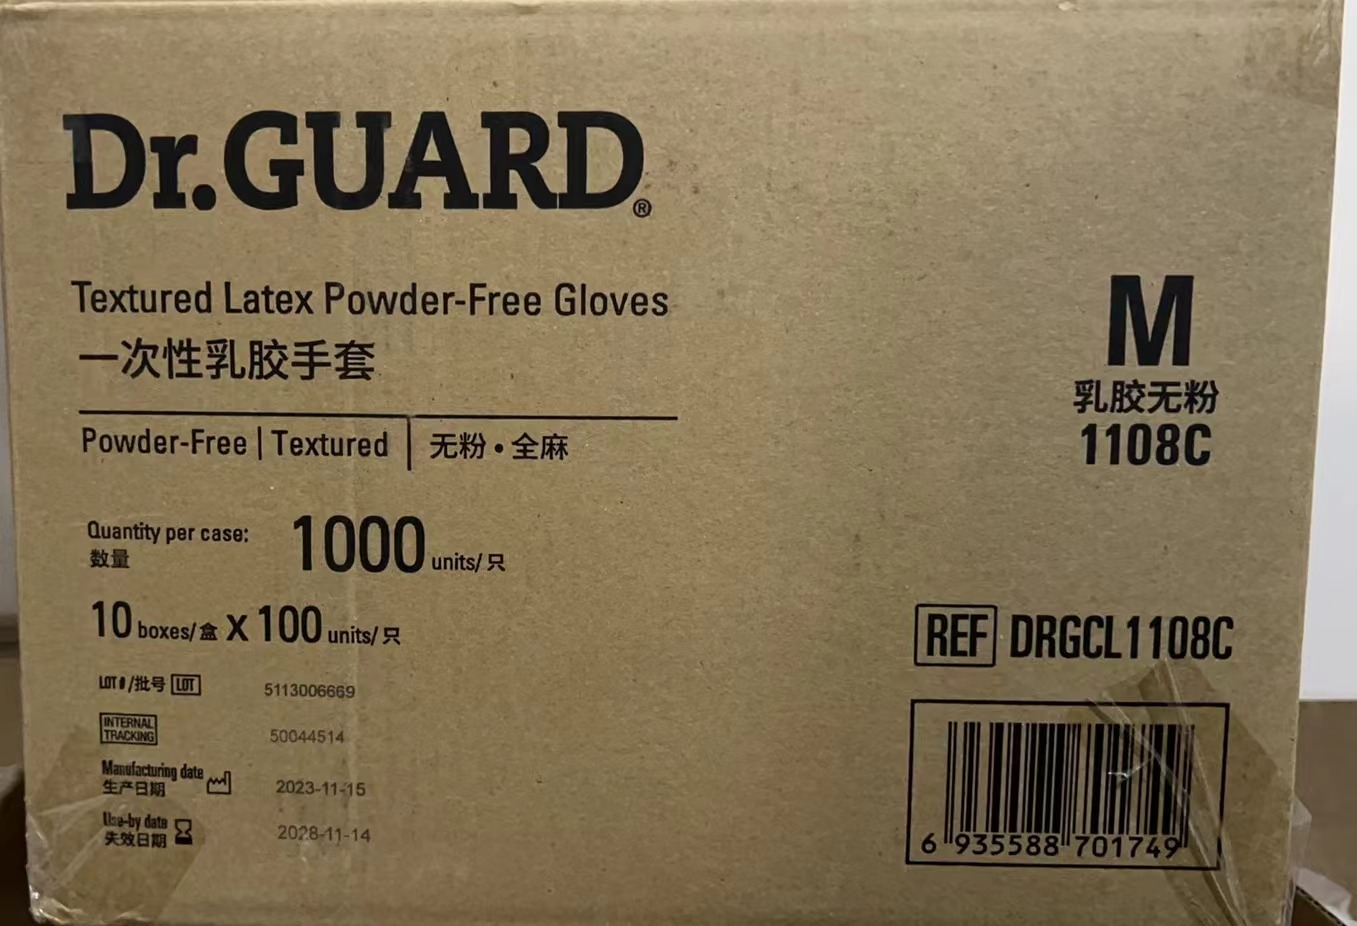 Dr.GUARD®
Textured Latex Powder-Free Gloves
一次性乳胶手套
Powder-Free | Textured | 无粉•全麻
Quantity per case:
数量
1000 units/只
10 boxes/盒 X 100 units/只
LOT#/批号 LOT 5113006669
INTERNAL
TRACKING
50044514
Manufacturing date
生产日期
2023-11-15
Use-by date
失效日期
2028-11-14
M
乳胶无粉
1108C
REF DRGCL1108C
6 935588 701749